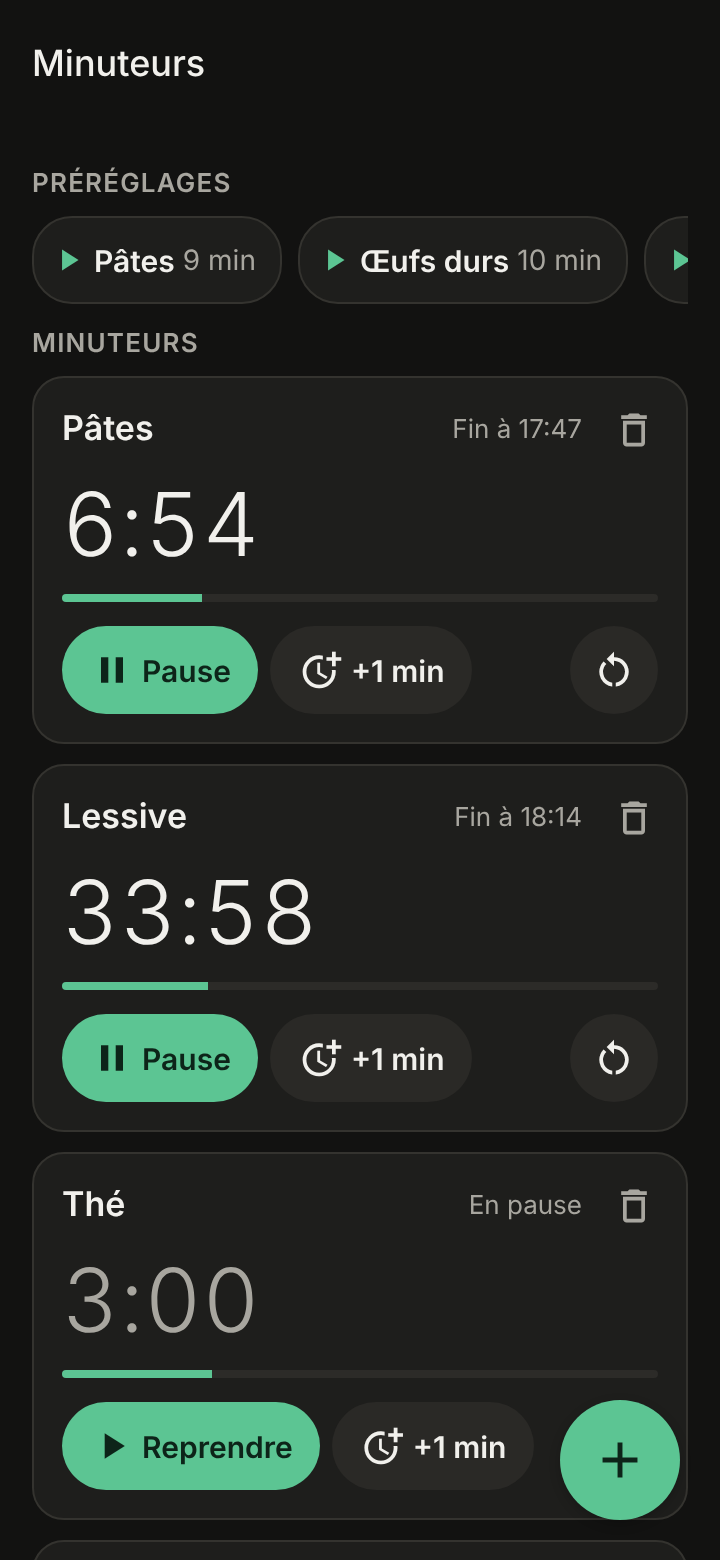 Minuteurs
PRÉRÉGLAGES
Pâtes 9 min
Œufs durs 10 min
MINUTEURS
Pâtes
Fin à 17:47
6:54
Pause
+1 min
Lessive
Fin à 18:14
33:58
Pause
+1 min
Thé
En pause
3:00
Reprendre
+1 min